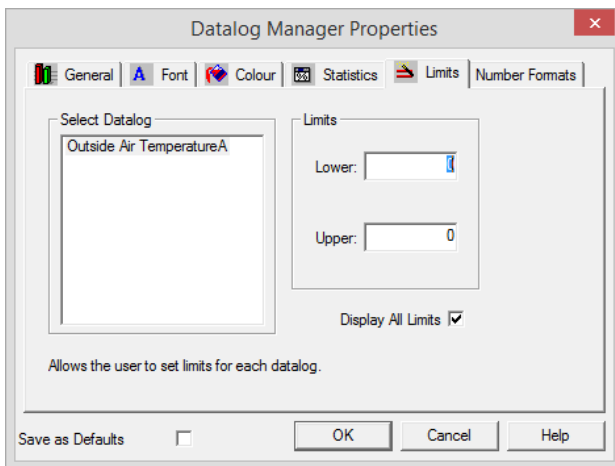 Datalog Manager Properties
General
A Font
Colour
Statistics
Limits
Number Formats
Select Datalog
Outside Air TemperatureA
Limits
Lower: 0
Upper: 0
Display All Limits
Allows the user to set limits for each datalog.
Save as Defaults
OK
Cancel
Help